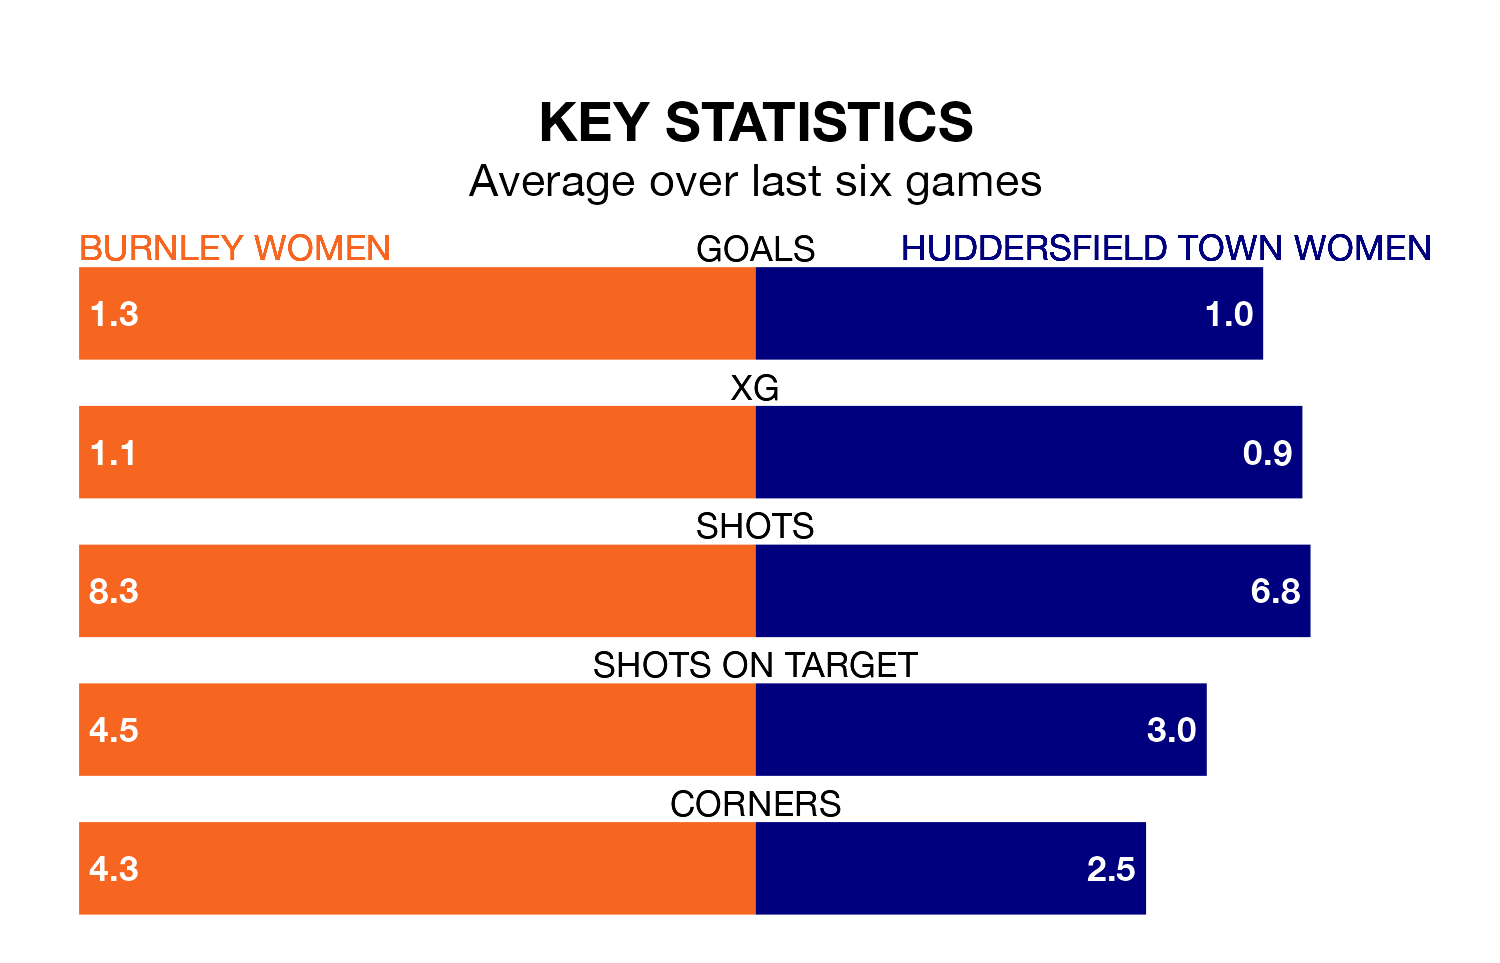 KEY STATISTICS
Average over last six games
BURNLEY WOMEN GOALS HUDDERSFIELD TOWN WOMEN
1.3 1.0
XG
1.1 0.9
SHOTS
8.3 6.8
SHOTS ON TARGET
4.5 3.0
CORNERS
4.3 2.5